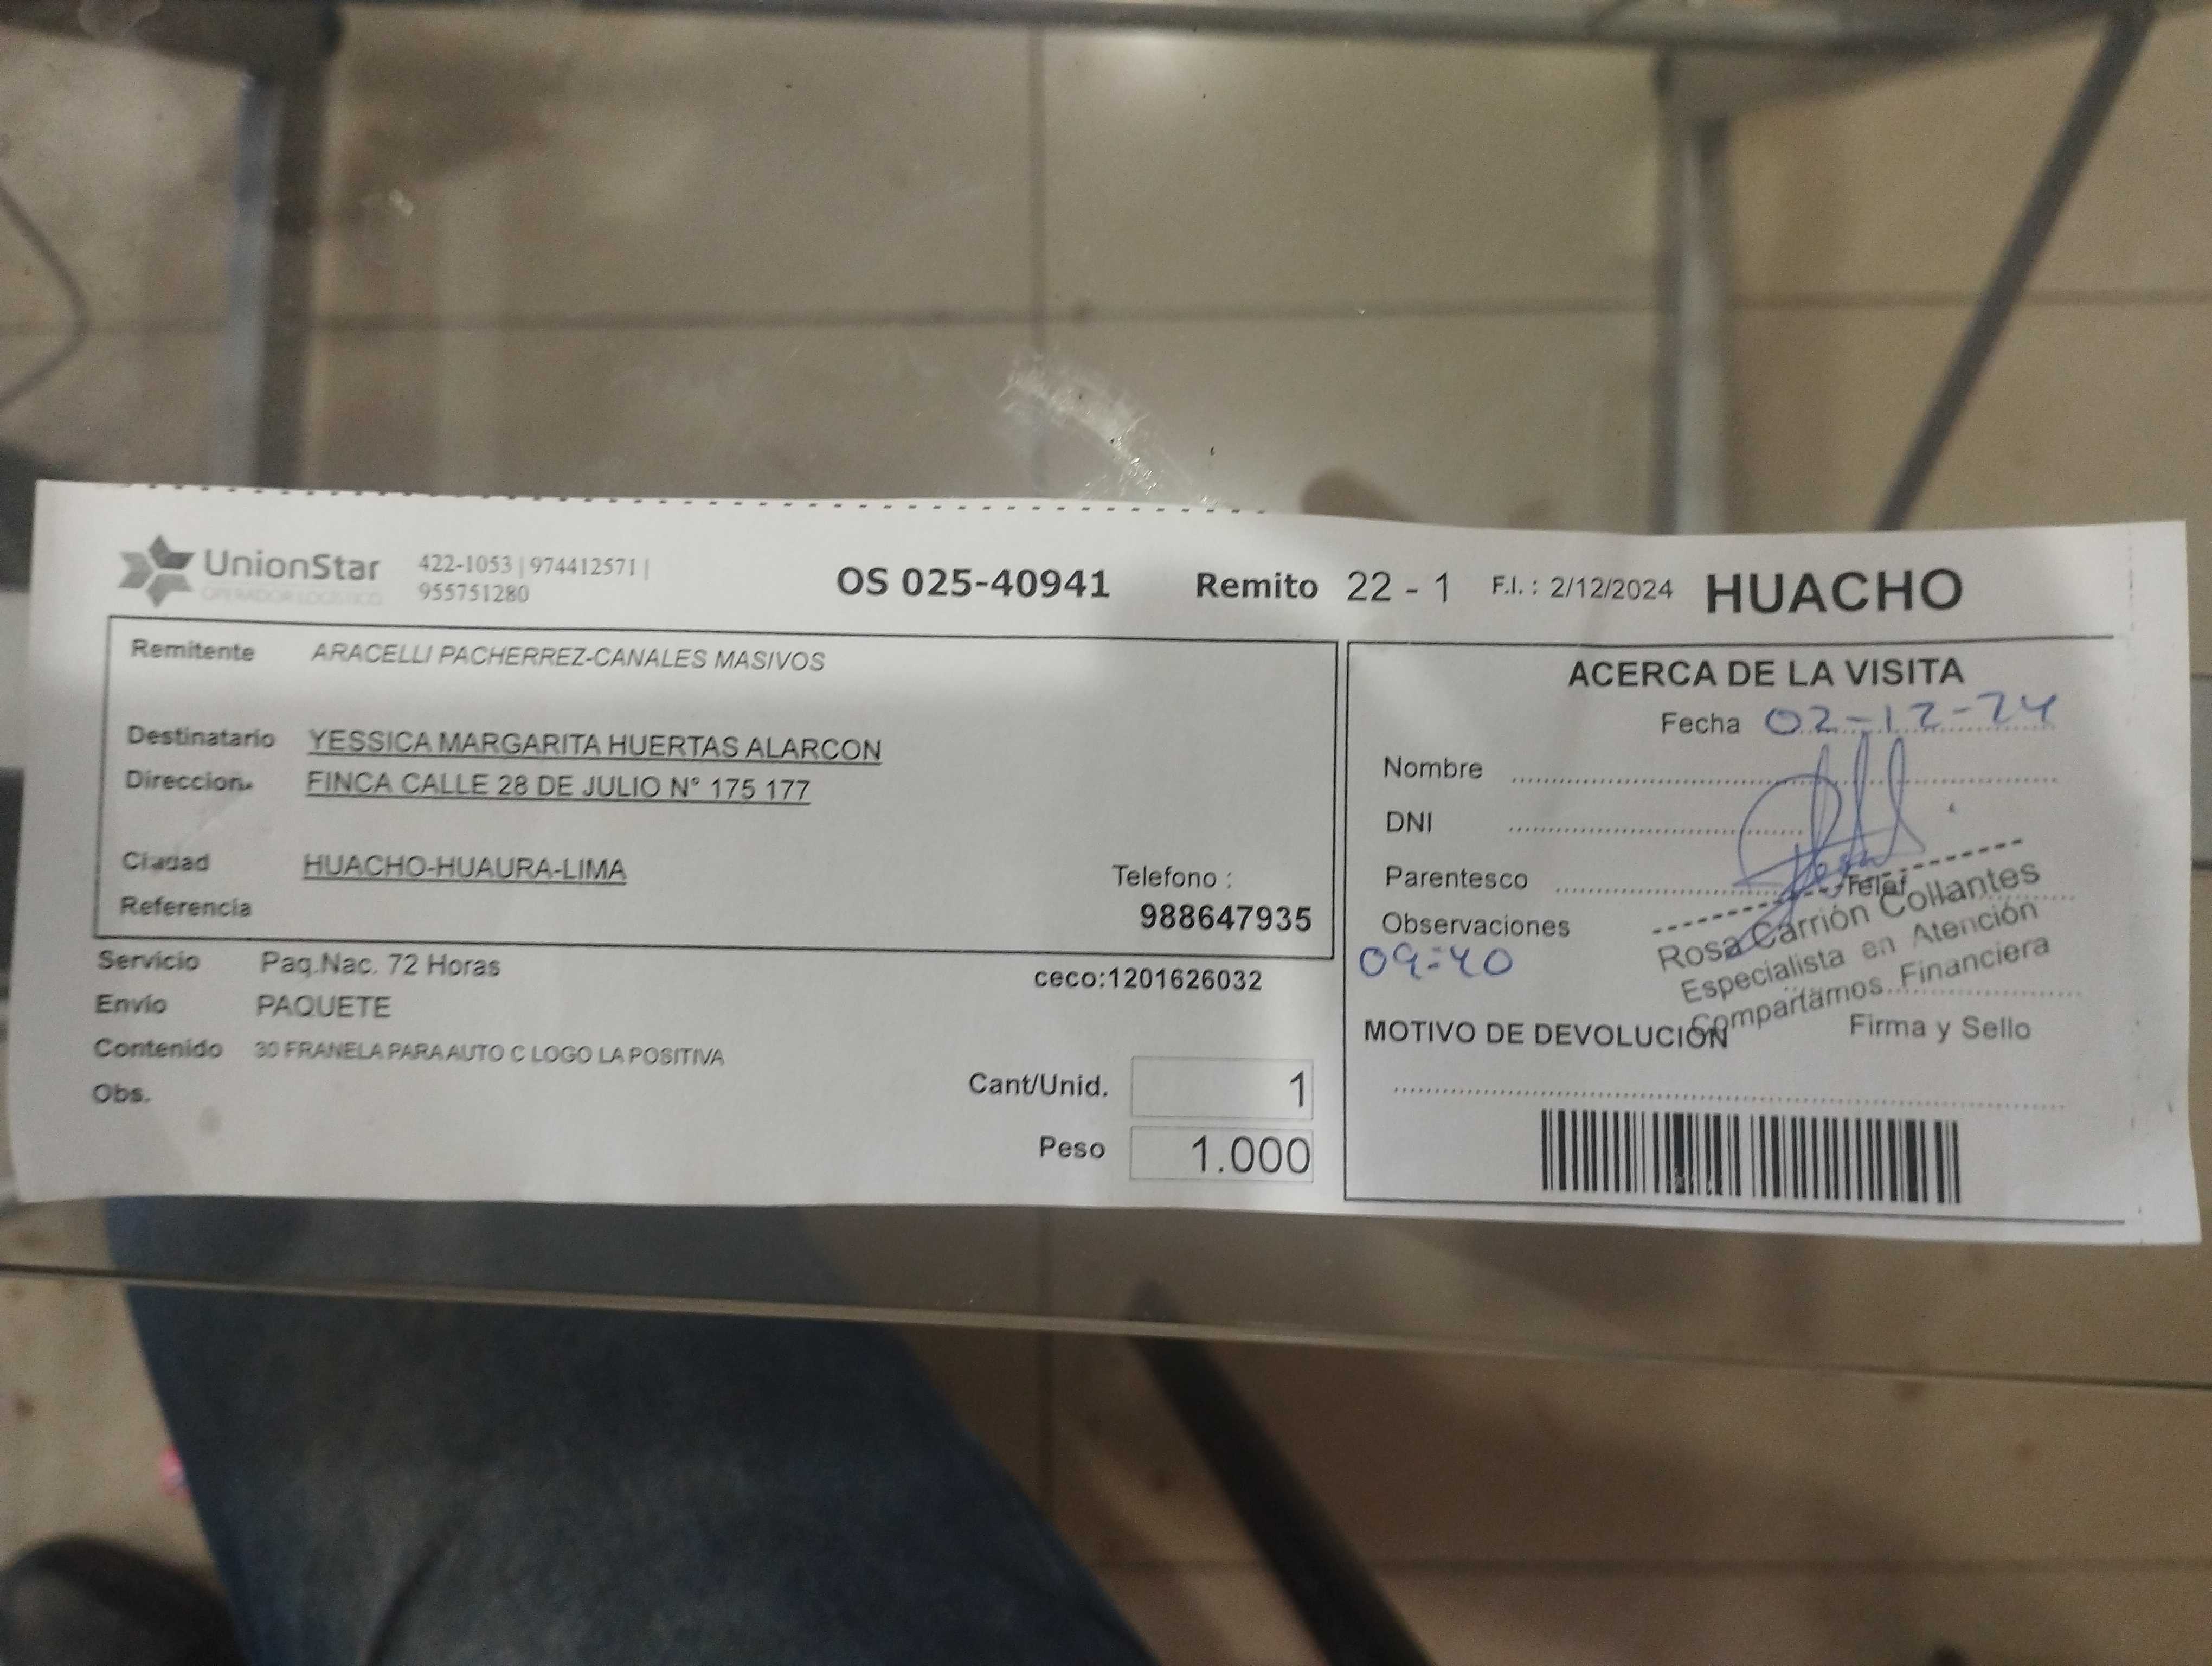 UnionStar
OPERADOR LOGISTICO
422-1053 | 974412571 |
955751280
OS 025-40941
Remito 22 - 1
F.I. : 2/12/2024
HUACHO
Remitente ARACELLI PACHERREZ-CANALES MASIVOS
Destinatario YESSICA MARGARITA HUERTAS ALARCON
Direccion. FINCA CALLE 28 DE JULIO N° 175 177
Ciudad HUACHO-HUAURA-LIMA
Telefono :
Referencia
988647935
Servicio Paq.Nac. 72 Horas
ceco:1201626032
Envío PAQUETE
Contenido 30 FRANELA PARA AUTO C LOGO LA POSITIVA
Obs.
Cant/Unid. 1
Peso 1.000
ACERCA DE LA VISITA
Fecha 02-12-24
Nombre
DNI
Parentesco
Telef
Observaciones
09:40
Rosa Carrión Collantes
Especialista en Atención
Compartamos Financiera
MOTIVO DE DEVOLUCIÓN
Firma y Sello